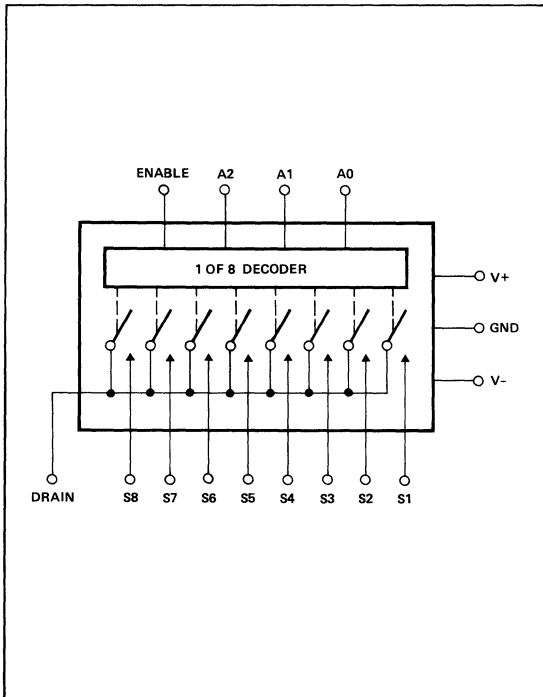 ENABLE A2 A1 A0
1 OF 8 DECODER
V+
GND
V-
DRAIN S8 S7 S6 S5 S4 S3 S2 S1